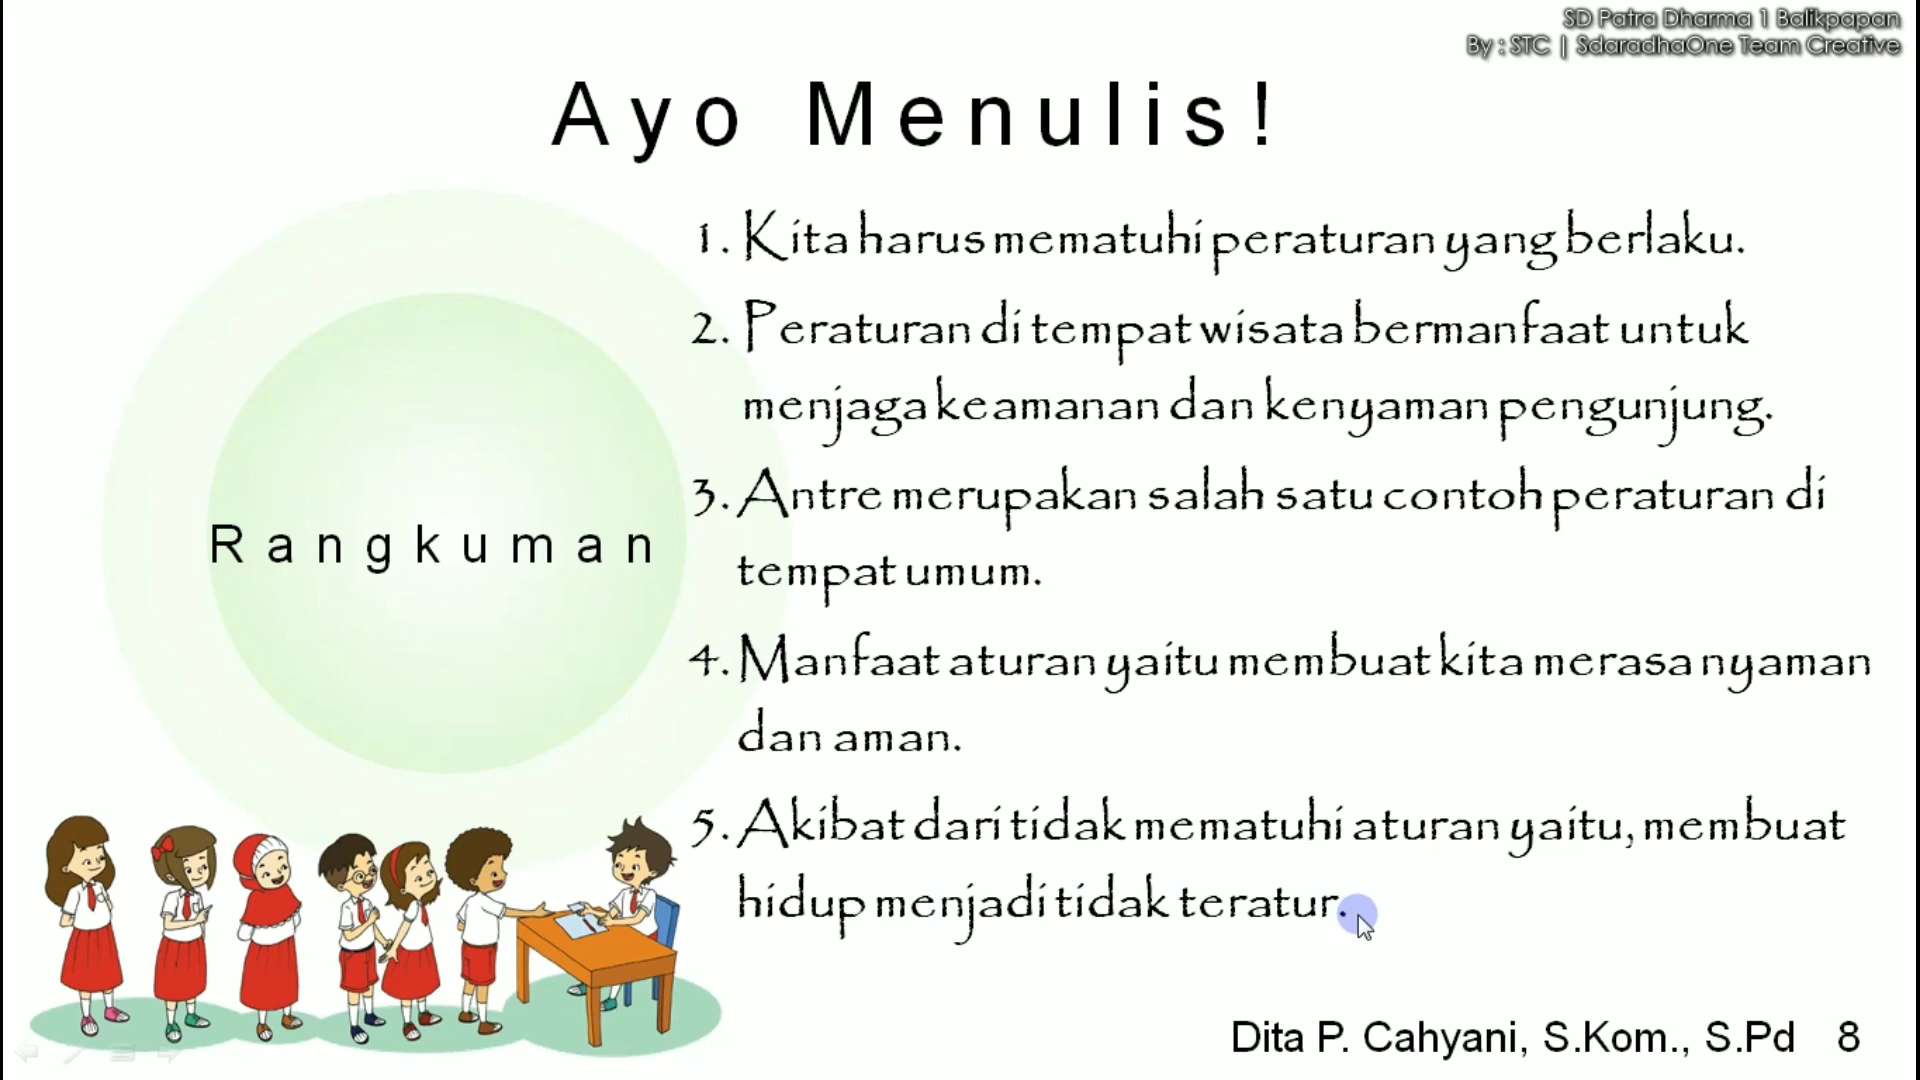 SD Patra Dharma 1 Balikpapan
By : STC | SdaradhaOne Team Creative
Ayo Menulis!
Rangkuman
1. Kita harus mematuhi peraturan yang berlaku.
2. Peraturan di tempat wisata bermanfaat untuk
menjaga keamanan dan kenyaman pengunjung.
3. Antre merupakan salah satu contoh peraturan di
tempat umum.
4. Manfaat aturan yaitu membuat kita merasa nyaman
dan aman.
5. Akibat dari tidak mematuhi aturan yaitu, membuat
hidup menjadi tidak teratur.
Dita P. Cahyani, S.Kom., S.Pd 8